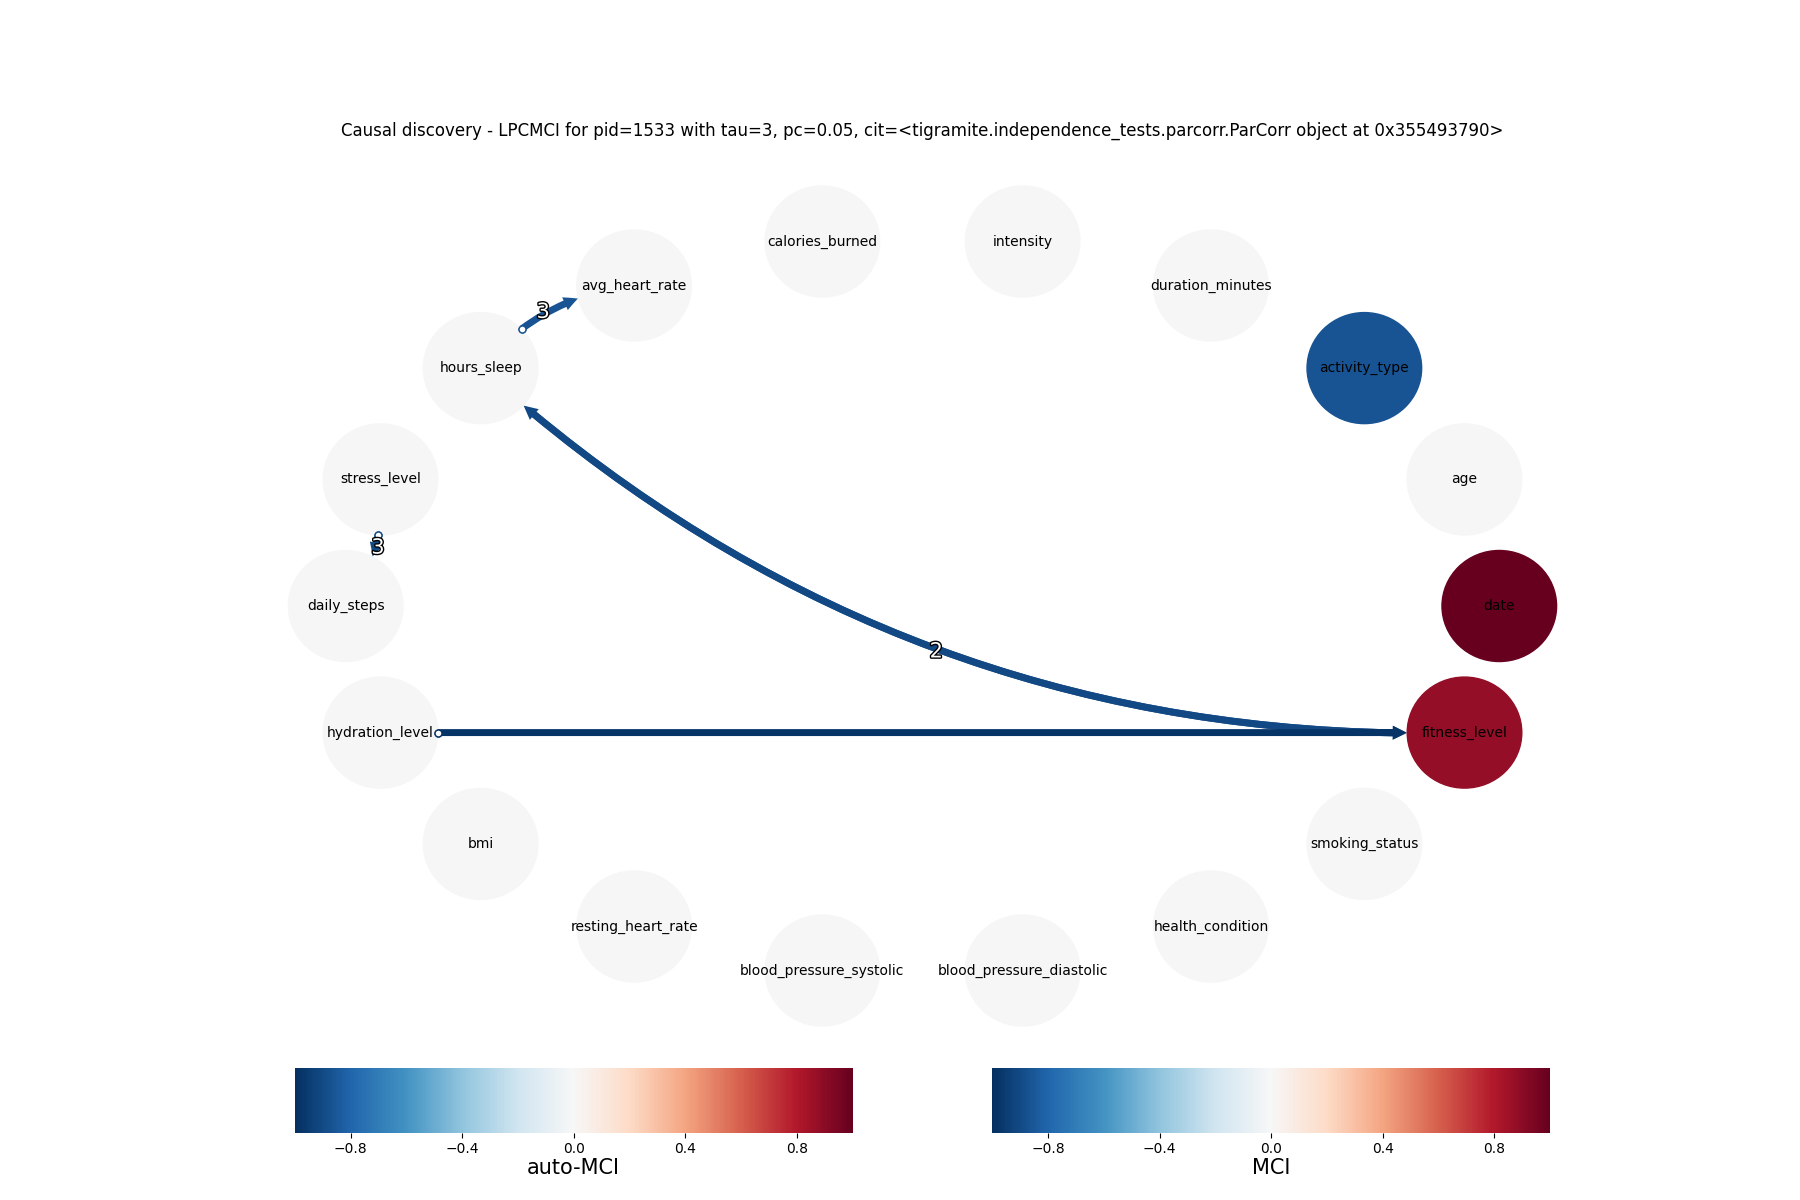 Causal discovery - LPCMCI for pid=1533 with tau=3, pc=0.05, cit=<tigramite.independence_tests.parcorr.ParCorr object at 0x355493790>
calories_burned
intensity
avg_heart_rate
duration_minutes
3
hours_sleep
activity_type
stress_level
age
3
daily_steps
date
2
hydration_level
fitness_level
bmi
smoking_status
resting_heart_rate
health_condition
blood_pressure_systolic
blood_pressure_diastolic
−0.8 −0.4 0.0 0.4 0.8
auto-MCI
−0.8 −0.4 0.0 0.4 0.8
MCI